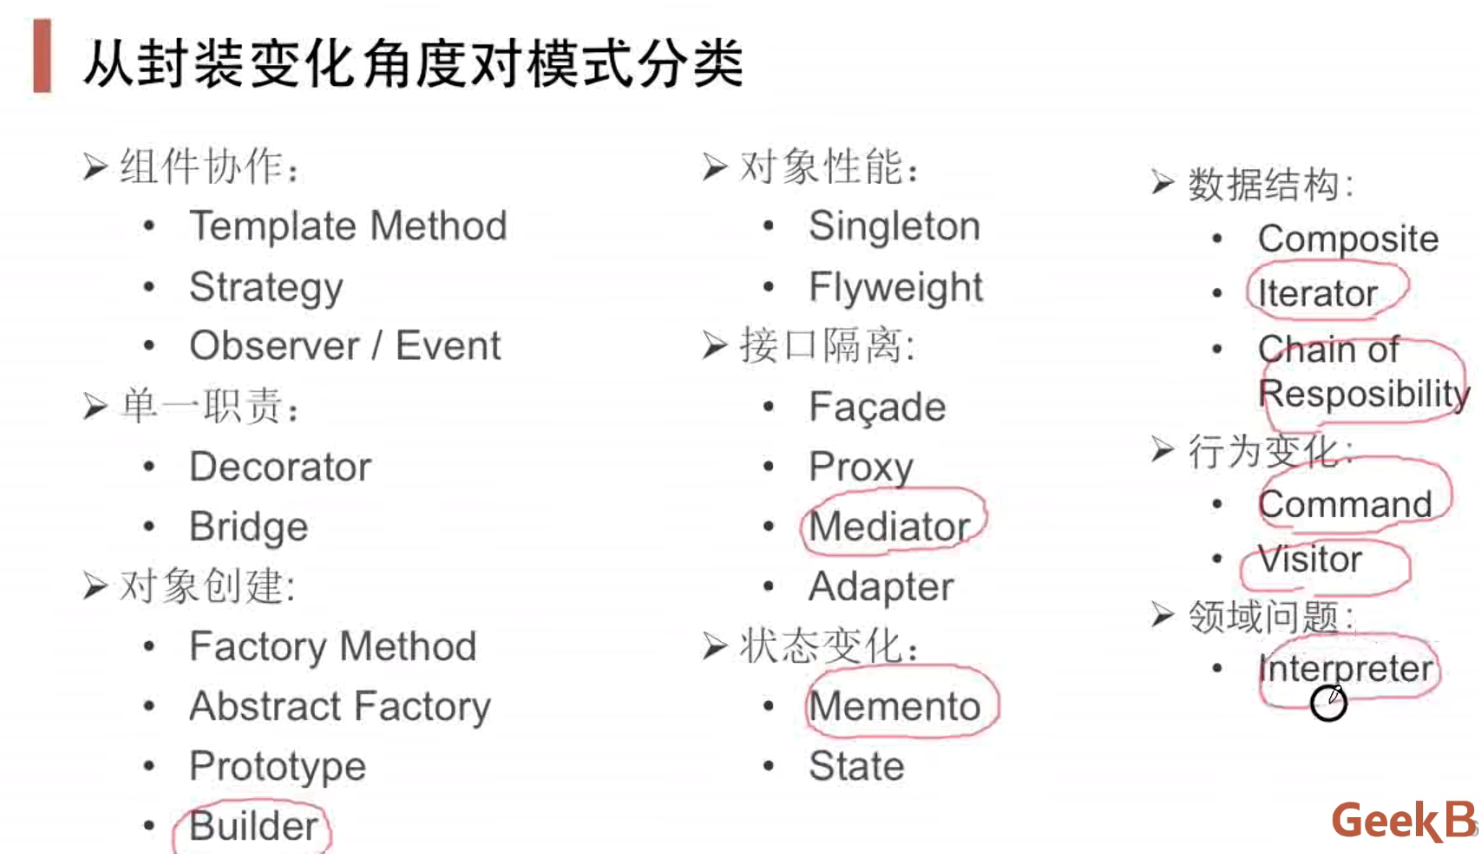 从封装变化角度对模式分类
➢ 组件协作：
• Template Method
• Strategy
• Observer / Event
➢ 单一职责：
• Decorator
• Bridge
➢ 对象创建:
• Factory Method
• Abstract Factory
• Prototype
• Builder
➢ 对象性能：
• Singleton
• Flyweight
➢ 接口隔离:
• Façade
• Proxy
• Mediator
• Adapter
➢ 状态变化：
• Memento
• State
➢ 数据结构:
• Composite
• Iterator
• Chain of
Resposibility
➢ 行为变化:
• Command
• Visitor
➢ 领域问题:
• Interpreter
GeekB